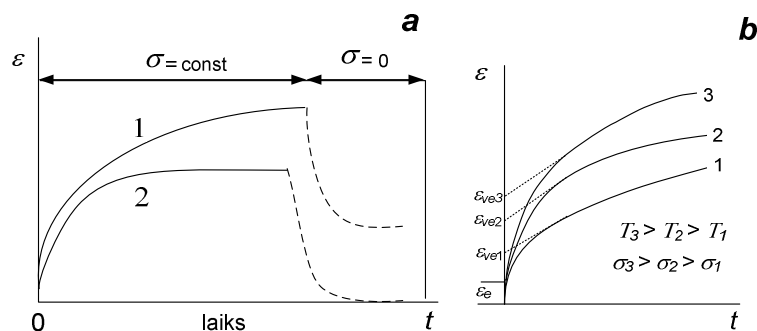 a
b
ε
σ=const
σ=0
1
2
0
laiks
t
ε
3
2
1
εve3
εve2
εve1
εe
T3 > T2 > T1
σ3 > σ2 > σ1
t